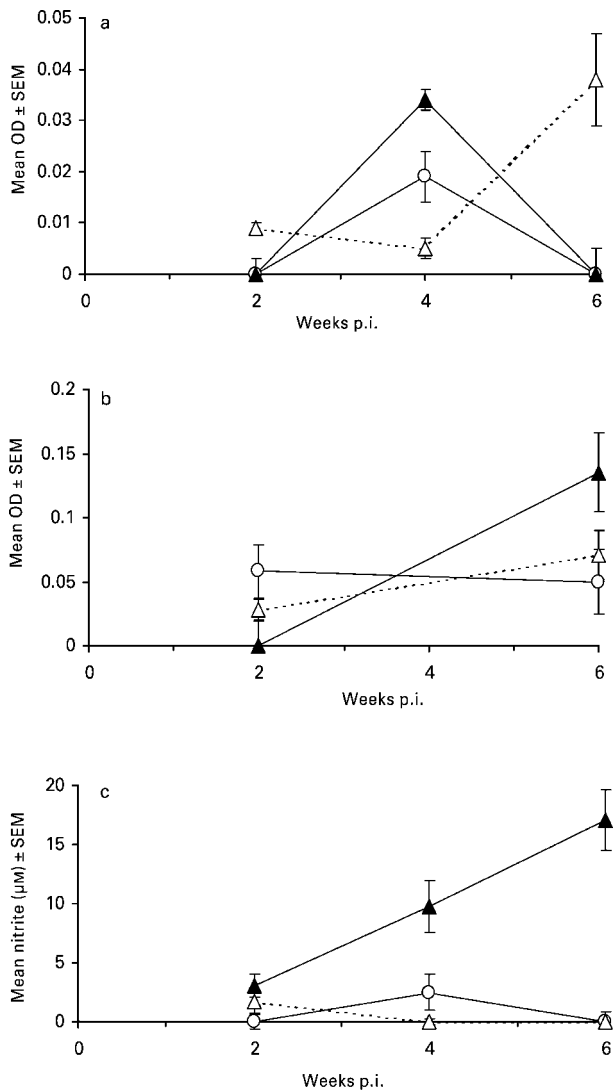 a
0.05
0.04
0.03
0.02
0.01
0
Mean OD ± SEM
0 2 4 6
Weeks p.i.
b
0.2
0.15
0.1
0.05
0
Mean OD ± SEM
0 2 4 6
Weeks p.i.
c
20
15
10
5
0
Mean nitrite (µM) ± SEM
0 2 4 6
Weeks p.i.